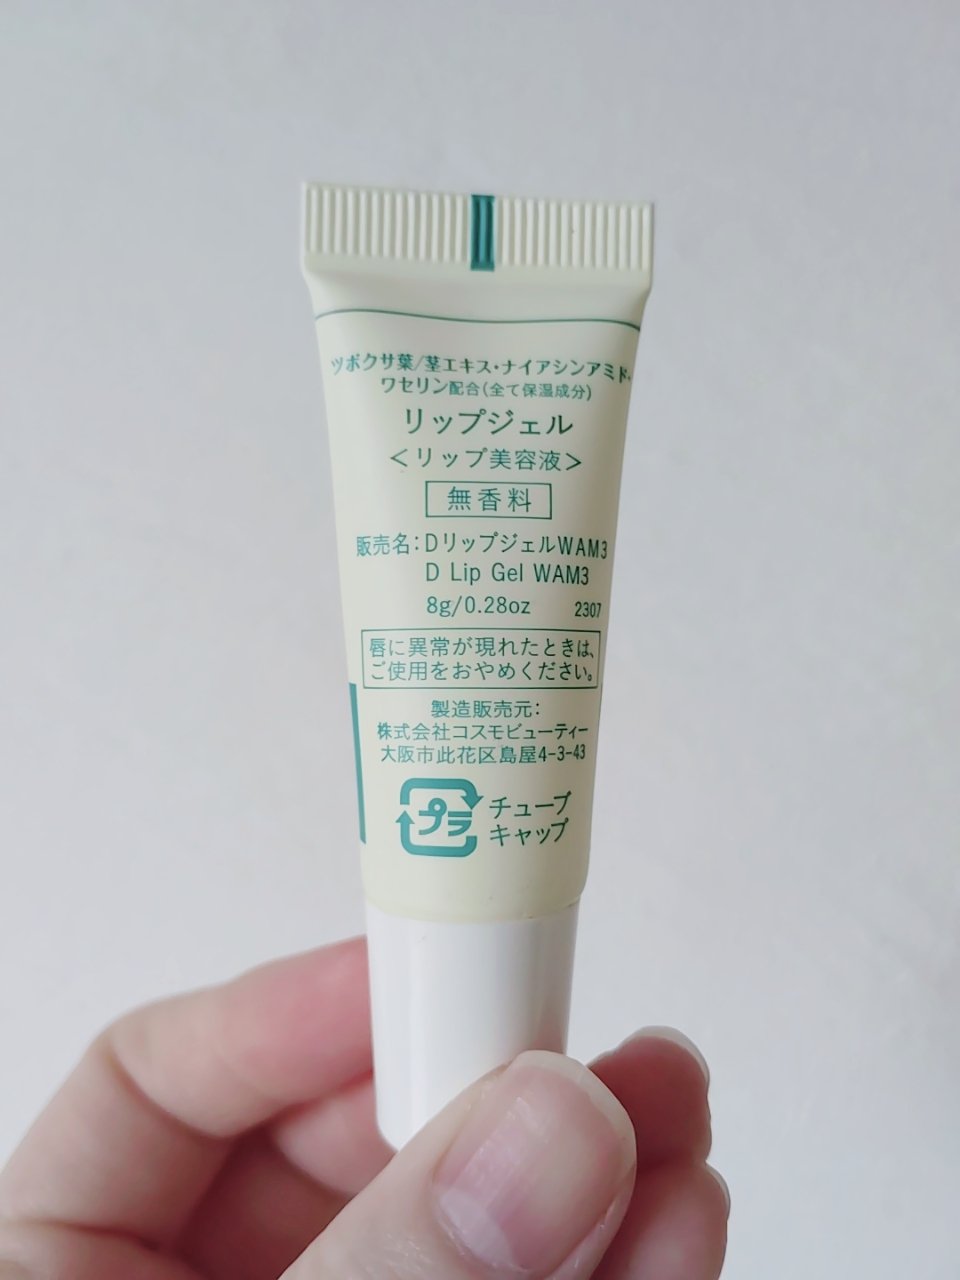 ツボクサ葉/茎エキス・ナイアシンアミド・
ワセリン配合(全て保湿成分)
リップジェル
<リップ美容液>
無香料
販売名:DリップジェルWAM3
D Lip Gel WAM3
8g/0.28oz 2307
唇に異常が現れたときは、
ご使用をおやめください。
製造販売元:
株式会社コスモビューティー
大阪市此花区島屋4-3-43
プラ チューブ
キャップ